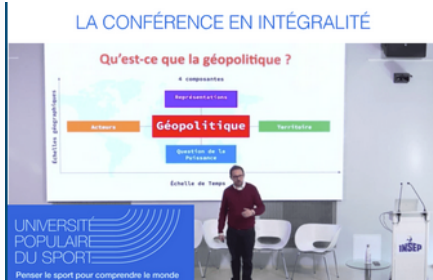 LA CONFÉRENCE EN INTÉGRALITÉ
Qu'est-ce que la géopolitique ?
4 composantes
Représentations
Échelles géographiques
Acteurs
Géopolitique
Territoire
Question de la
Puissance
Échelle de Temps
UNIVERSITÉ
POPULAIRE
DU SPORT
Penser le sport pour comprendre le monde
INSEP